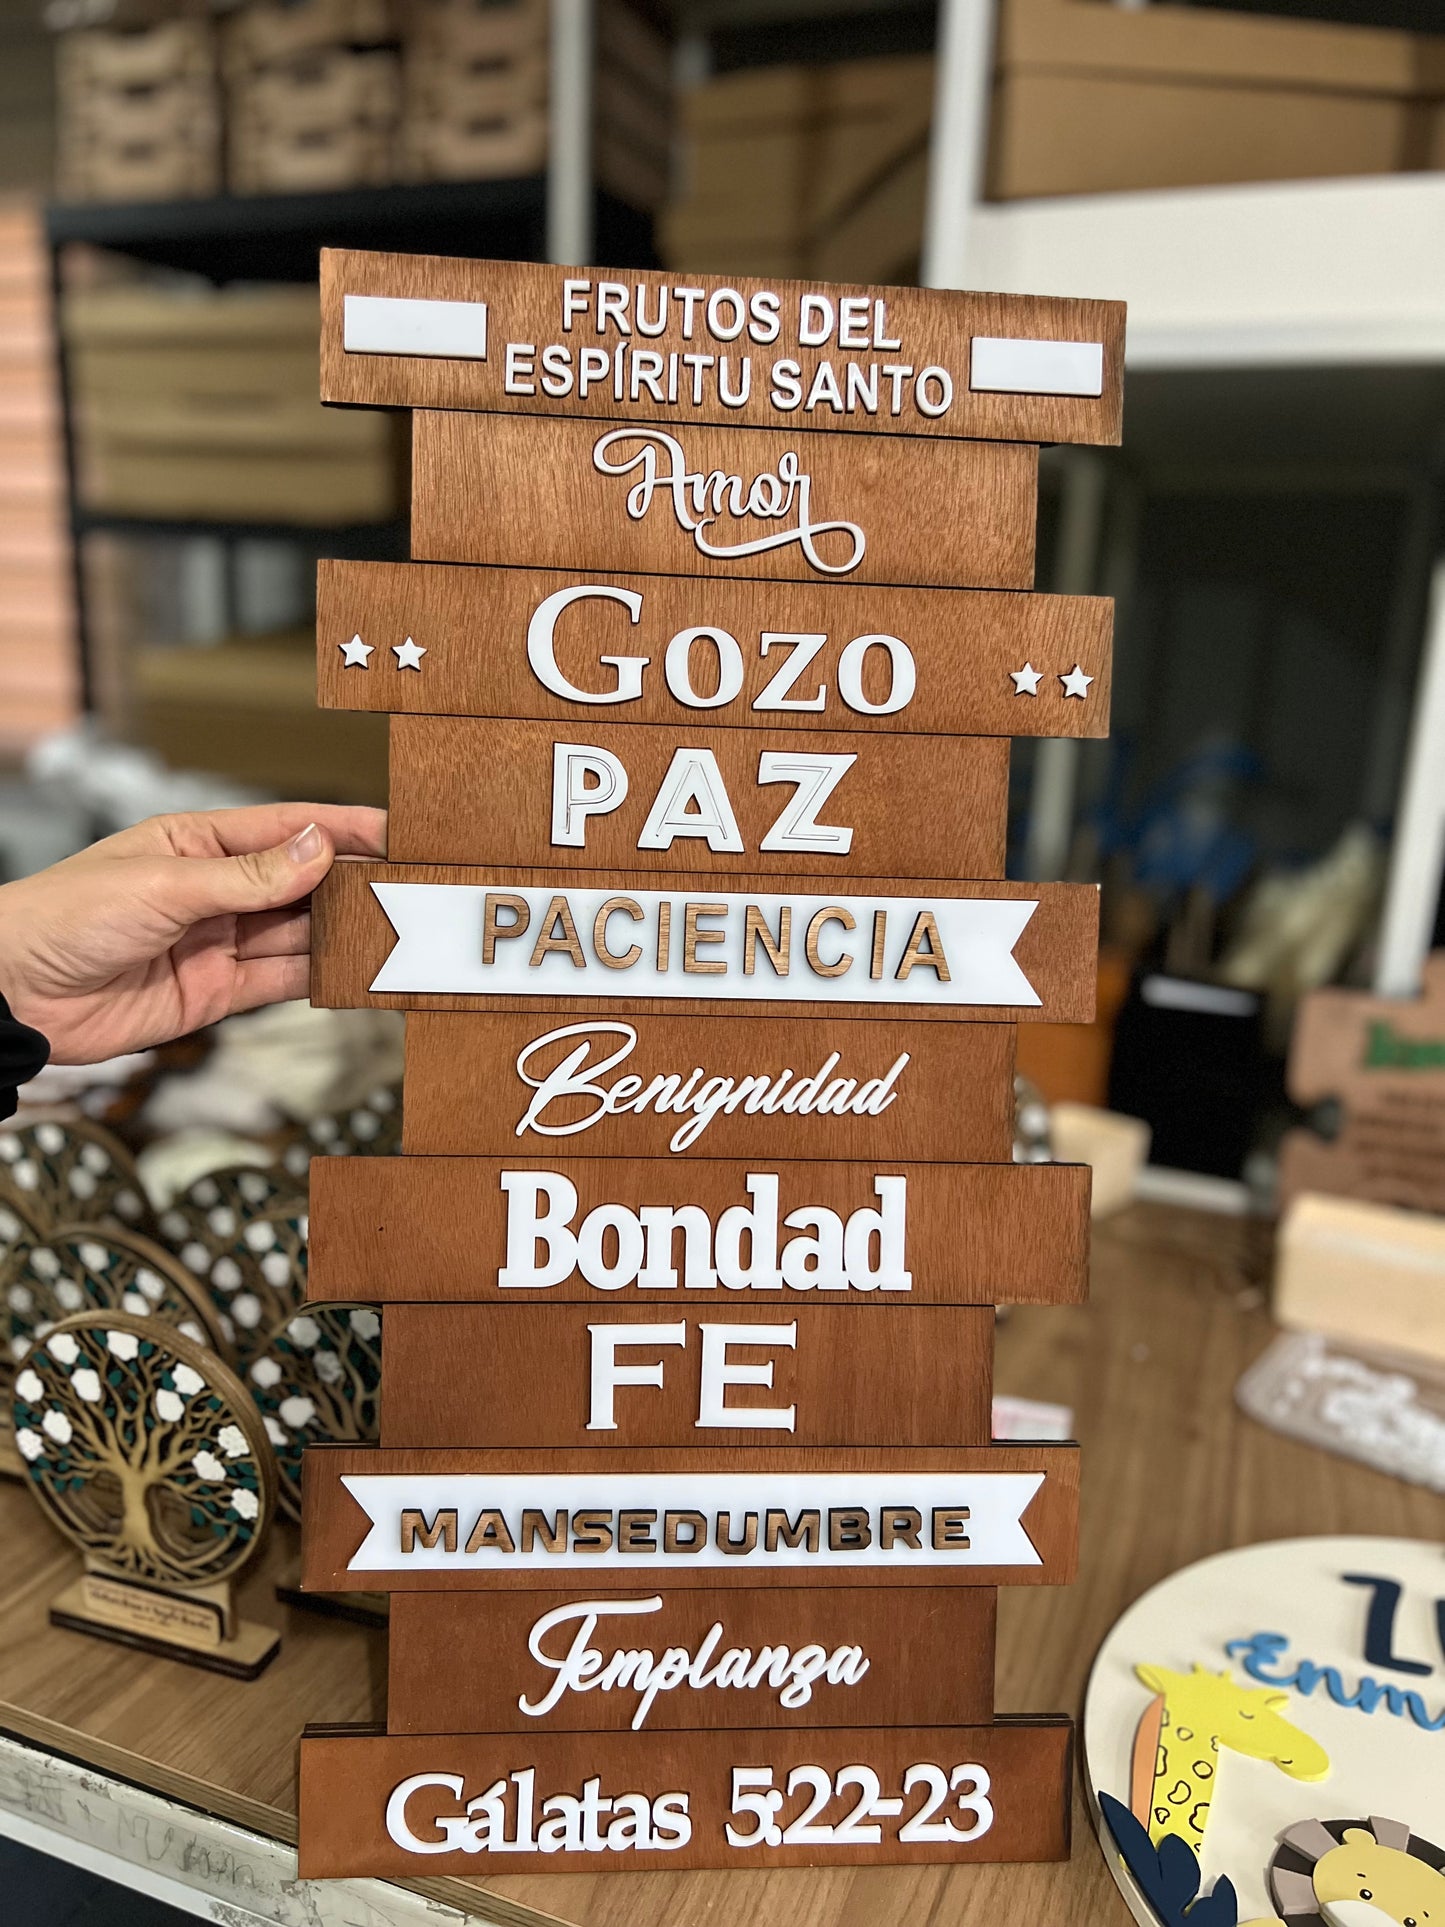 FRUTOS DEL
ESPÍRITU SANTO
Amor
Gozo
PAZ
PACIENCIA
Benignidad
Bondad
FE
MANSEDUMBRE
Templanza
Gálatas 5:22-23